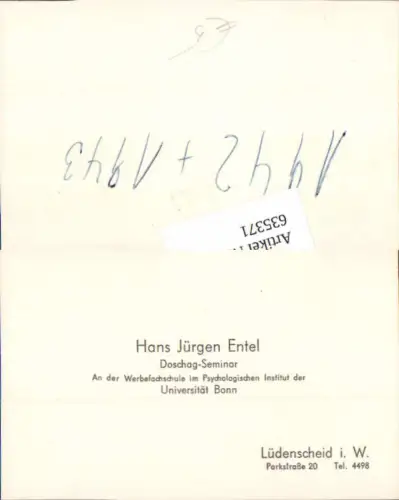 1942 + 1943
635371
Artikel
Hans Jürgen Entel
Doschag-Seminar
An der Werbefachschule im Psychologischen Institut der
Universität Bonn
Lüdenscheid i. W.
Parkstraße 20 Tel. 4498